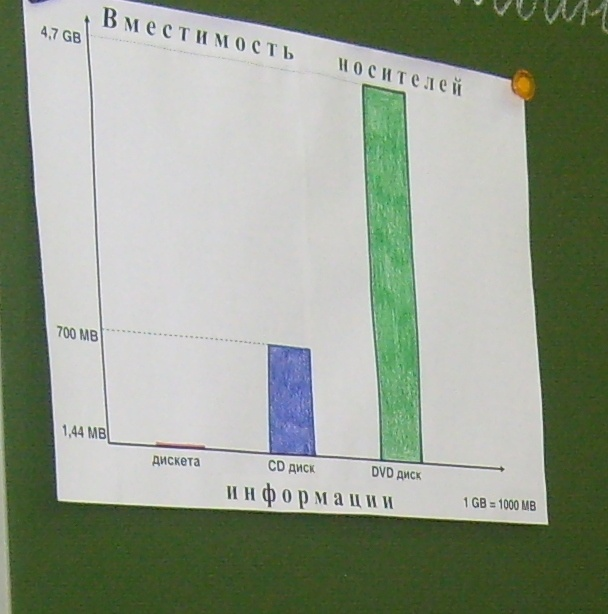 Вместимость носителей
4,7 GB
700 MB
1,44 MB
дискета
CD диск
DVD диск
информации
1 GB = 1000 MB